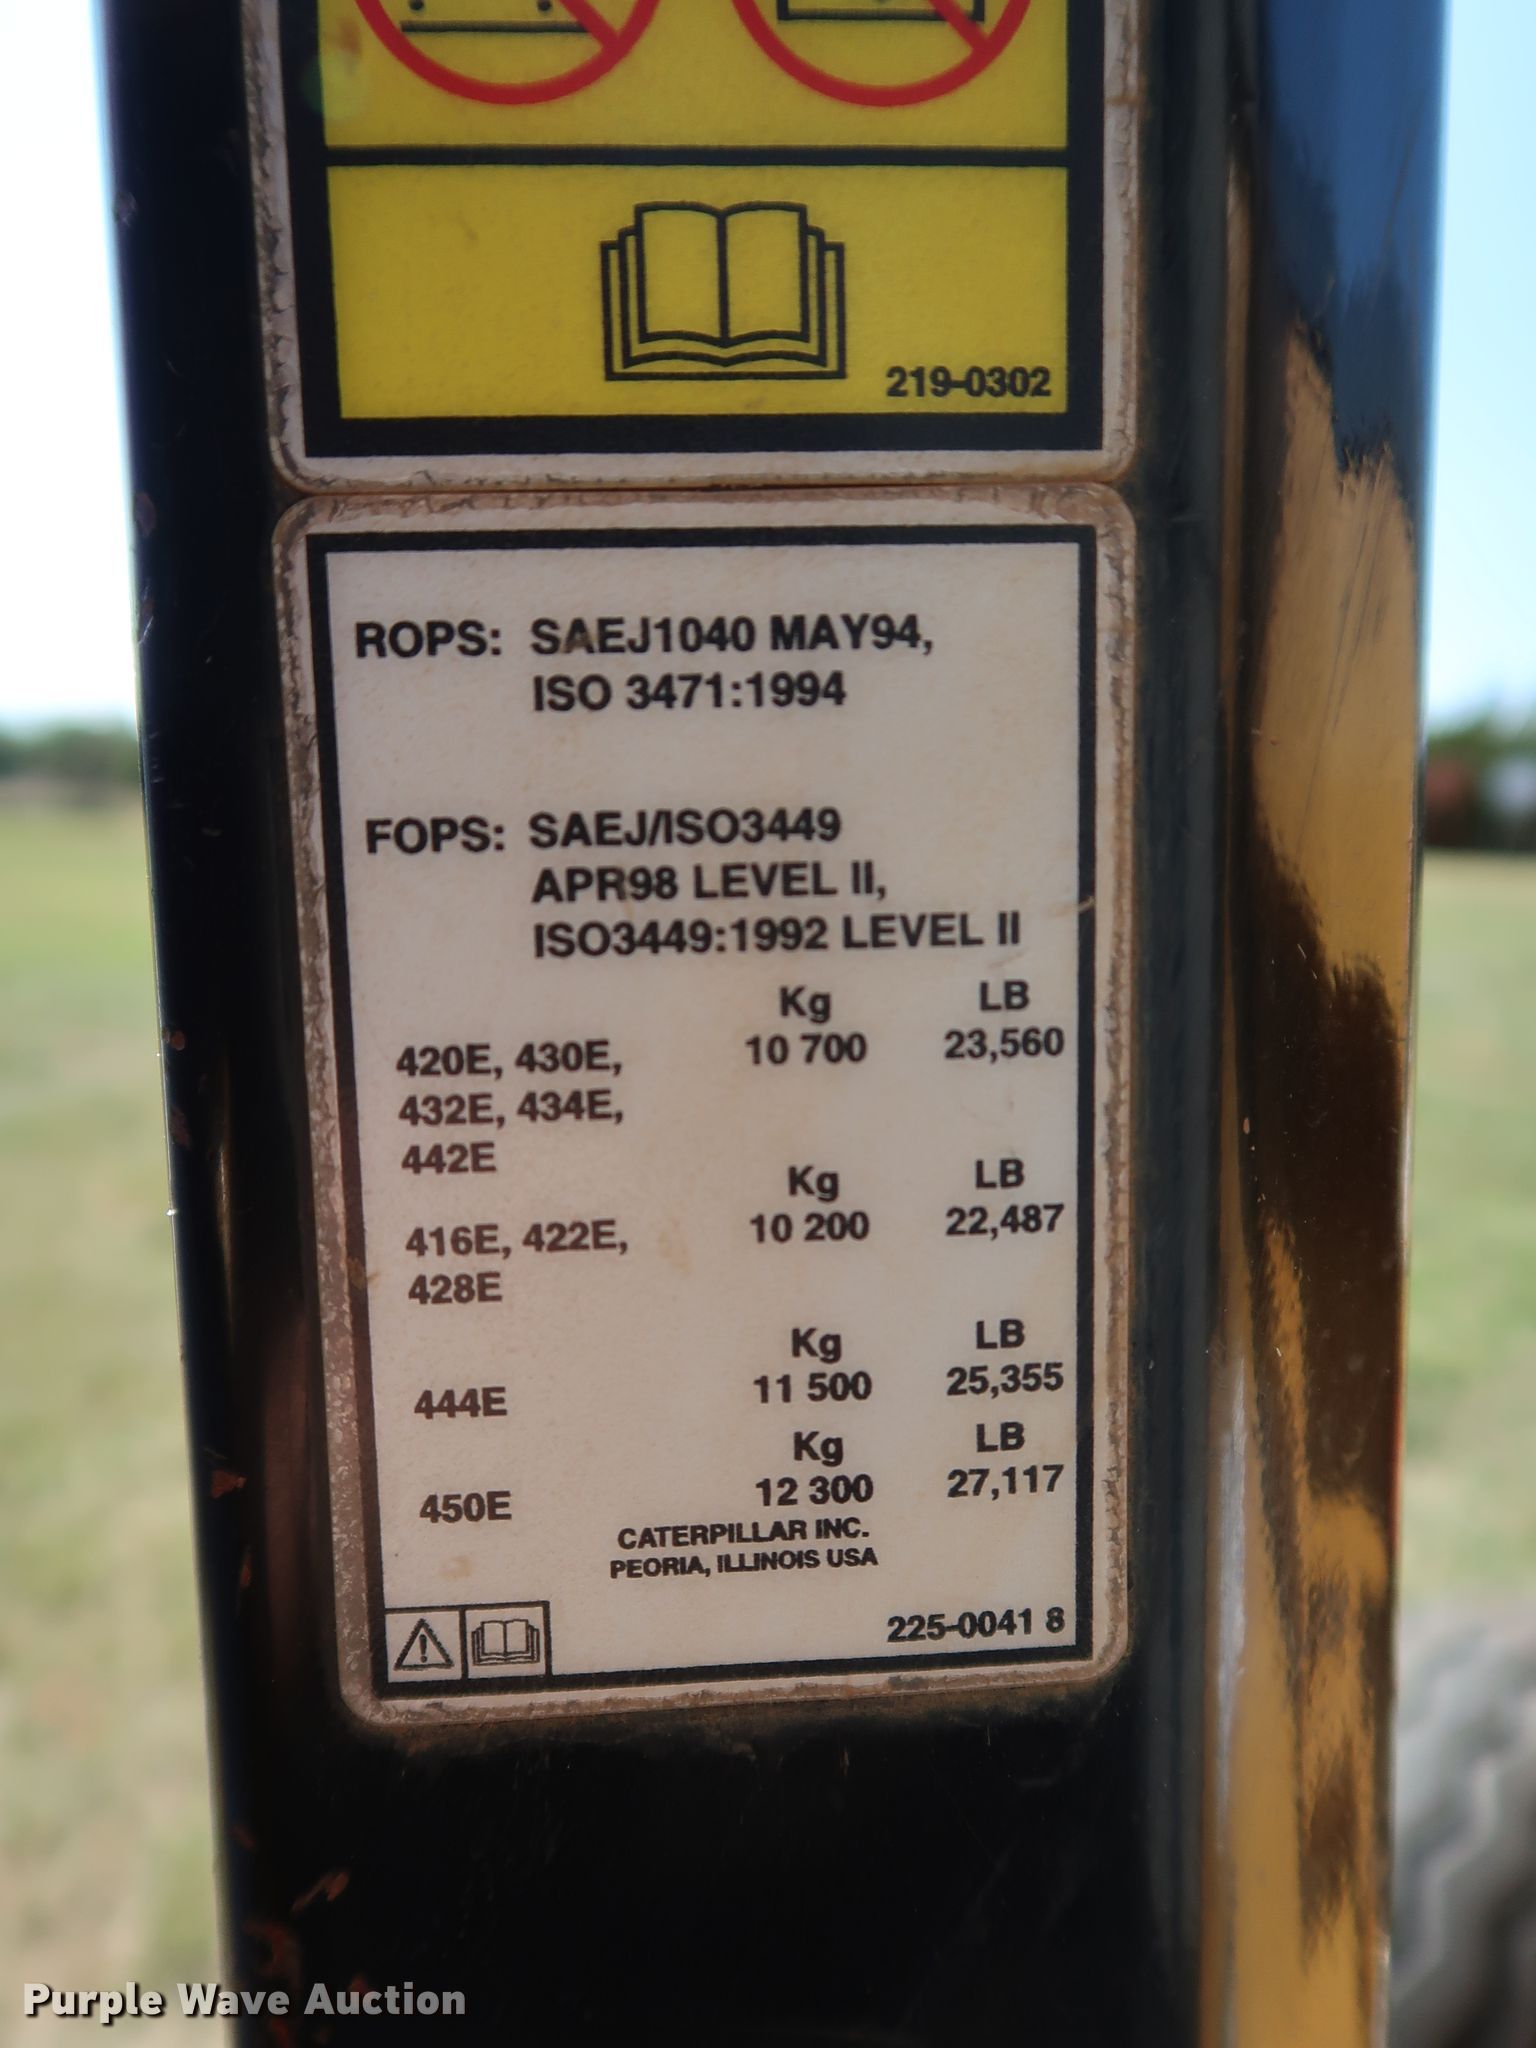 219-0302
ROPS: SAEJ1040 MAY94,
ISO 3471:1994
FOPS: SAEJ/ISO3449
APR98 LEVEL II,
ISO3449:1992 LEVEL II
Kg LB
420E, 430E, 10 700 23,560
432E, 434E,
442E
Kg LB
416E, 422E, 10 200 22,487
428E
Kg LB
444E 11 500 25,355
Kg LB
450E 12 300 27,117
CATERPILLAR INC.
PEORIA, ILLINOIS USA
225-0041 8
Purple Wave Auction